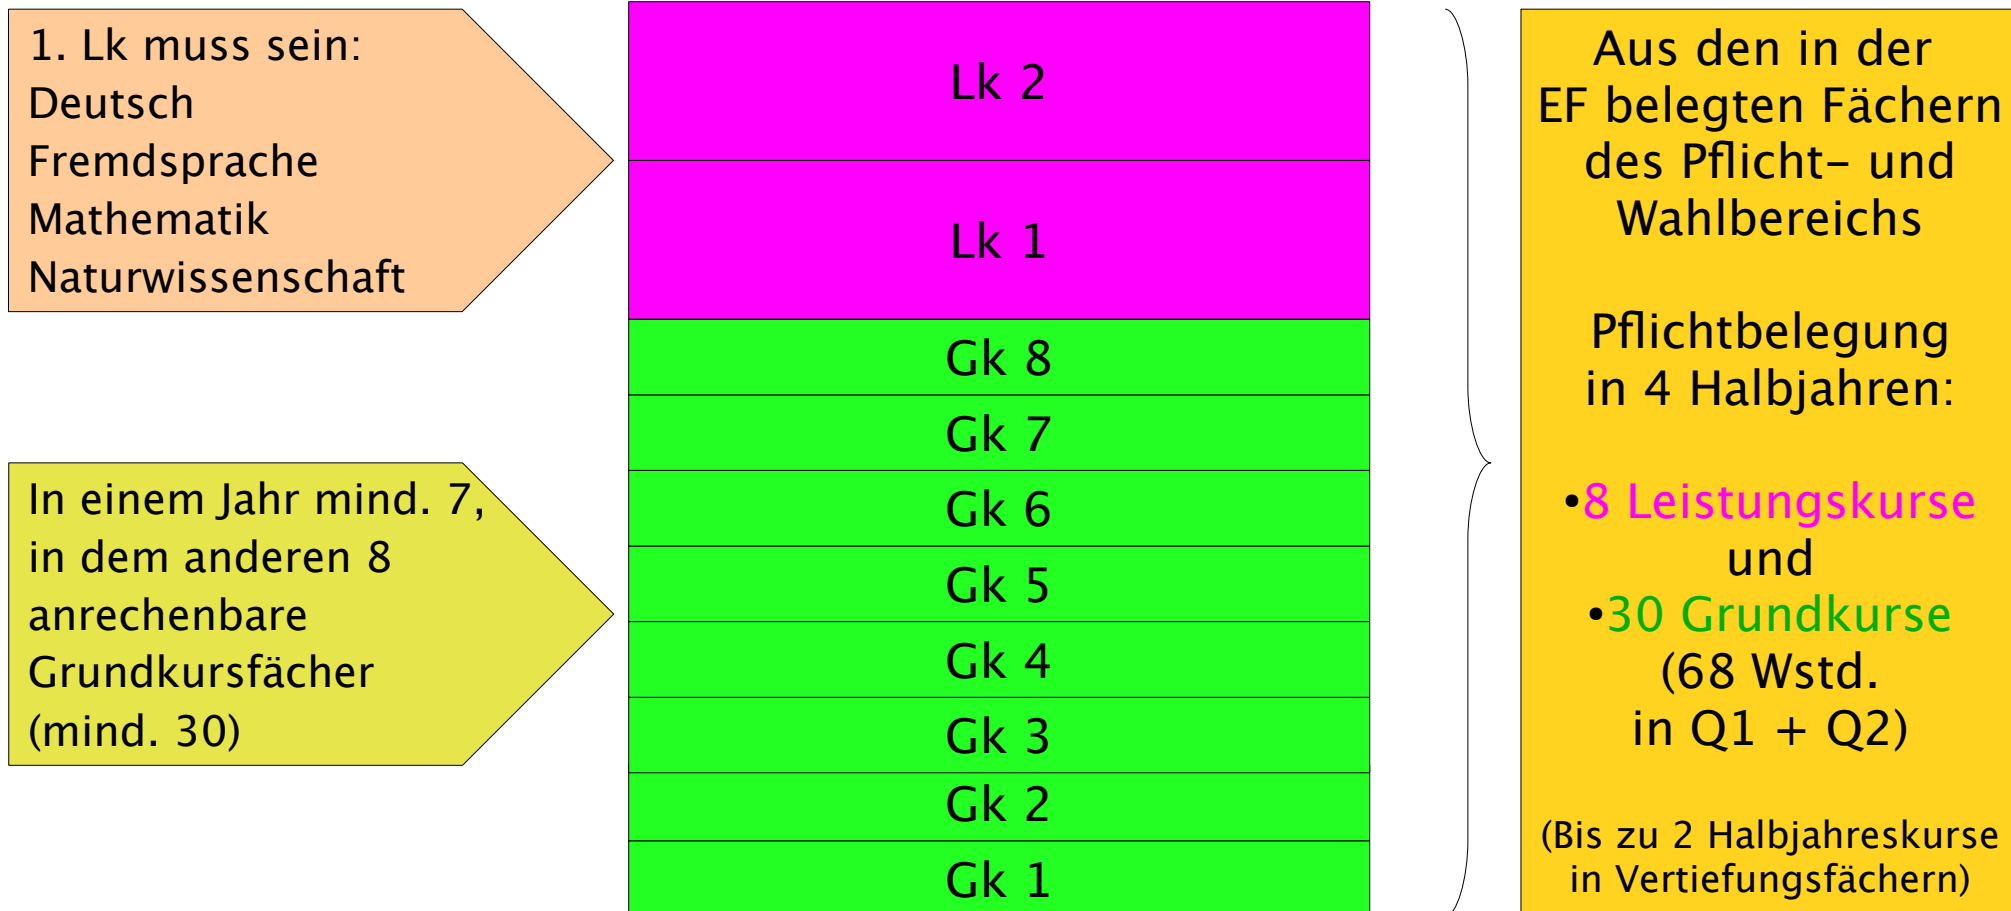 1. Lk muss sein:
Deutsch
Fremdsprache
Mathematik
Naturwissenschaft
In einem Jahr mind. 7,
in dem anderen 8
anrechenbare
Grundkursfächer
(mind. 30)
Lk 2
Lk 1
Gk 8
Gk 7
Gk 6
Gk 5
Gk 4
Gk 3
Gk 2
Gk 1
Aus den in der
EF belegten Fächern
des Pflicht- und
Wahlbereichs
Pflichtbelegung
in 4 Halbjahren:
•8 Leistungskurse
und
•30 Grundkurse
(68 Wstd.
in Q1 + Q2)
(Bis zu 2 Halbjahreskurse
in Vertiefungsfächern)